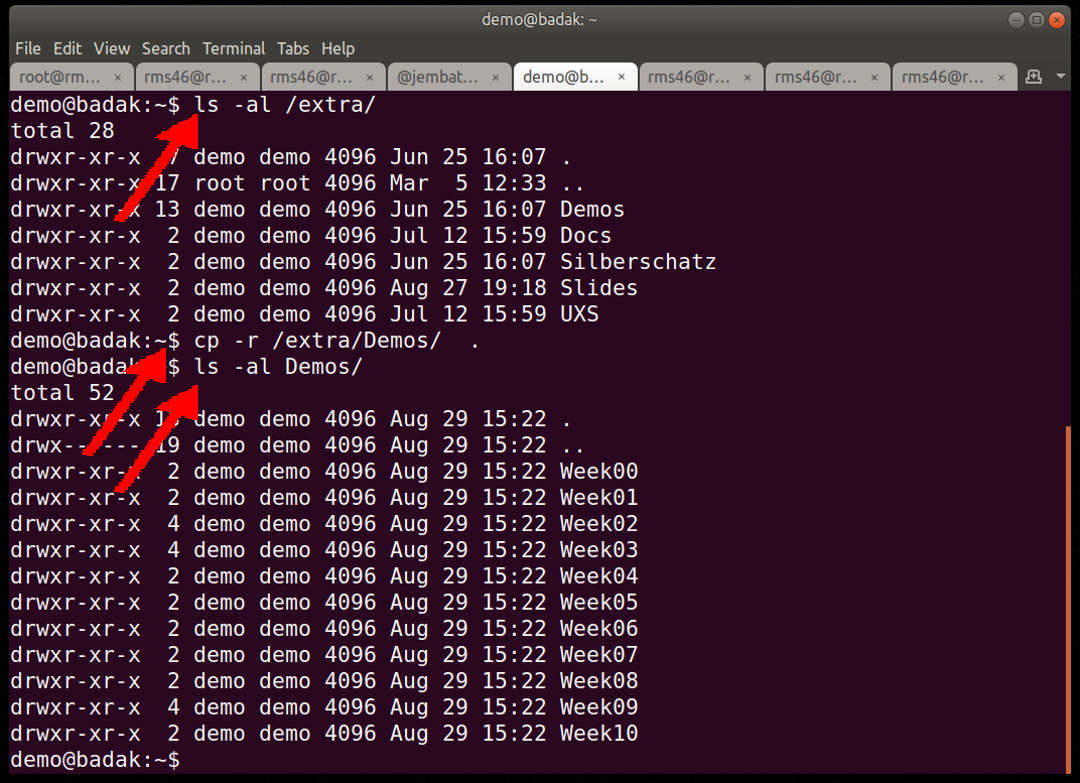 demo@badak: ~
File Edit View Search Terminal Tabs Help
root@rm... × rms46@r... × rms46@r... × @jembat... × demo@b... × rms46@r... × rms46@r... × rms46@r... ×
demo@badak:~$ ls -al /extra/
total 28
drwxr-xr-x 7 demo demo 4096 Jun 25 16:07 .
drwxr-xr-x 17 root root 4096 Mar 5 12:33 ..
drwxr-xr-x 13 demo demo 4096 Jun 25 16:07 Demos
drwxr-xr-x 2 demo demo 4096 Jul 12 15:59 Docs
drwxr-xr-x 2 demo demo 4096 Jun 25 16:07 Silberschatz
drwxr-xr-x 2 demo demo 4096 Aug 27 19:18 Slides
drwxr-xr-x 2 demo demo 4096 Jul 12 15:59 UXS
demo@badak:~$ cp -r /extra/Demos/ .
demo@badak:~$ ls -al Demos/
total 52
drwxr-xr-x 13 demo demo 4096 Aug 29 15:22 .
drwx------ 19 demo demo 4096 Aug 29 15:22 ..
drwxr-xr-x 2 demo demo 4096 Aug 29 15:22 Week00
drwxr-xr-x 2 demo demo 4096 Aug 29 15:22 Week01
drwxr-xr-x 4 demo demo 4096 Aug 29 15:22 Week02
drwxr-xr-x 4 demo demo 4096 Aug 29 15:22 Week03
drwxr-xr-x 2 demo demo 4096 Aug 29 15:22 Week04
drwxr-xr-x 2 demo demo 4096 Aug 29 15:22 Week05
drwxr-xr-x 2 demo demo 4096 Aug 29 15:22 Week06
drwxr-xr-x 2 demo demo 4096 Aug 29 15:22 Week07
drwxr-xr-x 2 demo demo 4096 Aug 29 15:22 Week08
drwxr-xr-x 4 demo demo 4096 Aug 29 15:22 Week09
drwxr-xr-x 2 demo demo 4096 Aug 29 15:22 Week10
demo@badak:~$